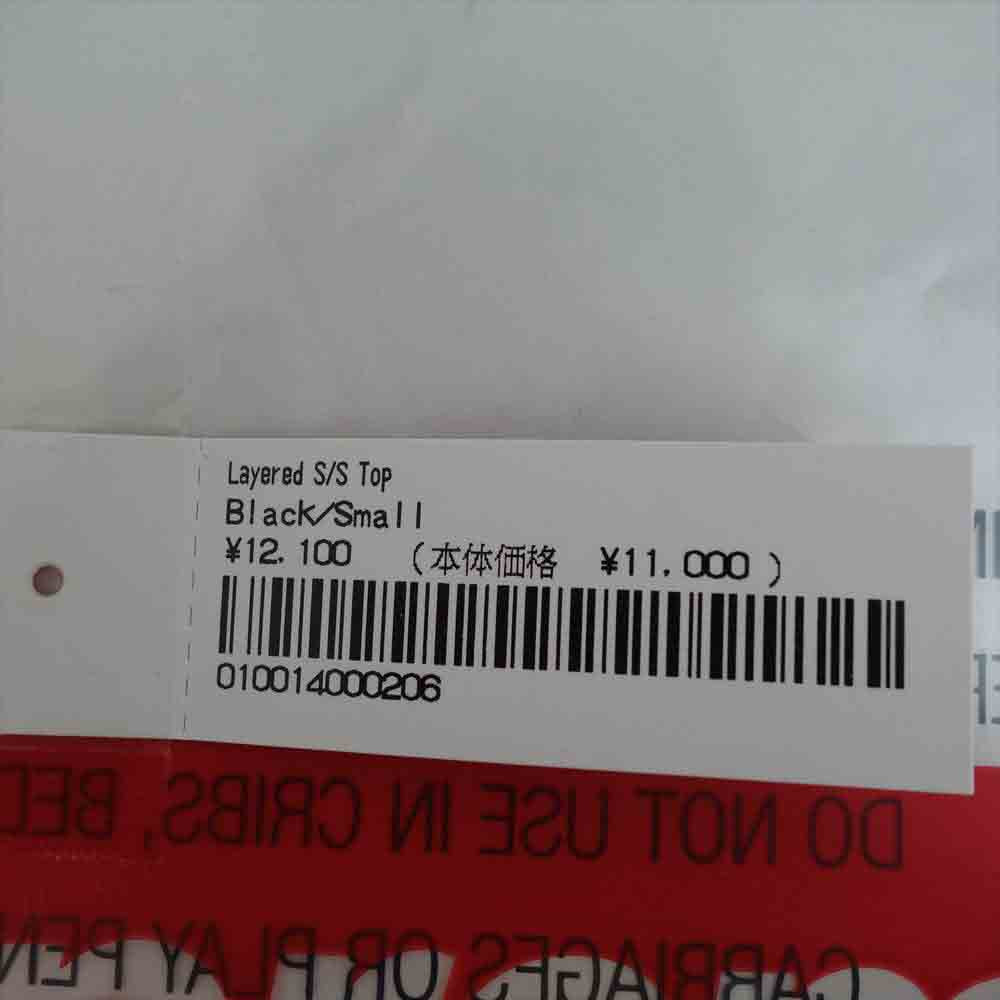 Layered S/S Top
Black/Small
¥12.100 (本体価格 ¥11.000 )
010014000206
DO NOT USE IN CRIBS, BED
CARRIAGES OR PLAY PEN